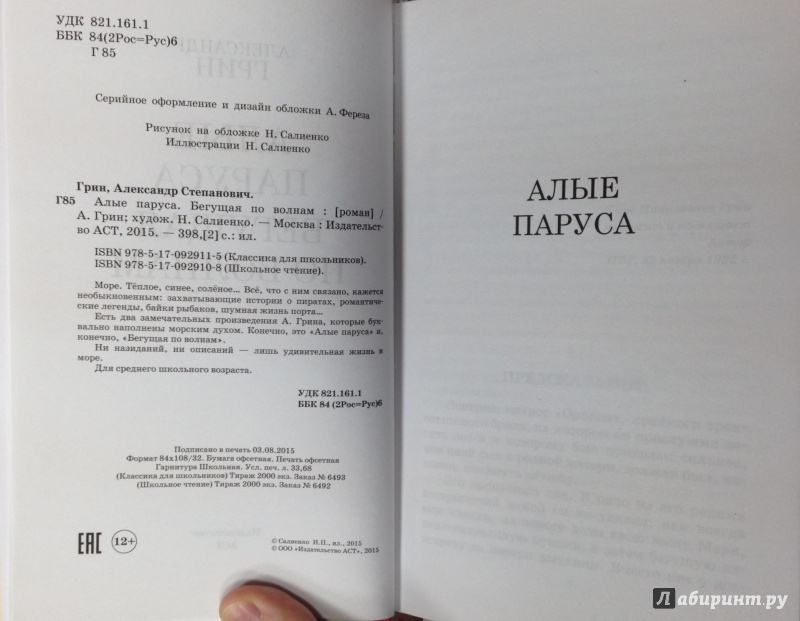 УДК 821.161.1
ББК 84(2Рос=Рус)6
Г 85
Серийное оформление и дизайн обложки А. Фереза
Рисунок на обложке Н. Салиенко
Иллюстрации Н. Салиенко
Грин, Александр Степанович.
Г85 Алые паруса. Бегущая по волнам : [роман] /
А. Грин; худож. Н. Салиенко. — Москва : Издательст-
во АСТ, 2015. — 398,[2] с.: ил.
ISBN 978-5-17-092911-5 (Классика для школьников).
ISBN 978-5-17-092910-8 (Школьное чтение).
Море. Тёплое, синее, солёное... Всё, что с ним связано, кажется
необыкновенным: захватывающие истории о пиратах, романтиче-
ские легенды, байки рыбаков, шумная жизнь порта...
Есть два замечательных произведения А. Грина, которые бук-
вально наполнены морским духом. Конечно, это «Алые паруса» и,
конечно, «Бегущая по волнам».
Ни назиданий, ни описаний — лишь удивительная жизнь и
море.
Для среднего школьного возраста.
УДК 821.161.1
ББК 84 (2Рос=Рус)6
Подписано в печать 03.08.2015
Формат 84х108/32. Бумага офсетная. Печать офсетная
Гарнитура Школьная. Усл. печ. л. 33,68
(Классика для школьников) Тираж 2000 экз. Заказ № 6493
(Школьное чтение) Тираж 2000 экз. Заказ № 6492
ЕАС 12+
© Салиенко Н.П., ил., 2015
© ООО «Издательство АСТ», 2015
АЛЫЕ
ПАРУСА
Лабиринт.ру